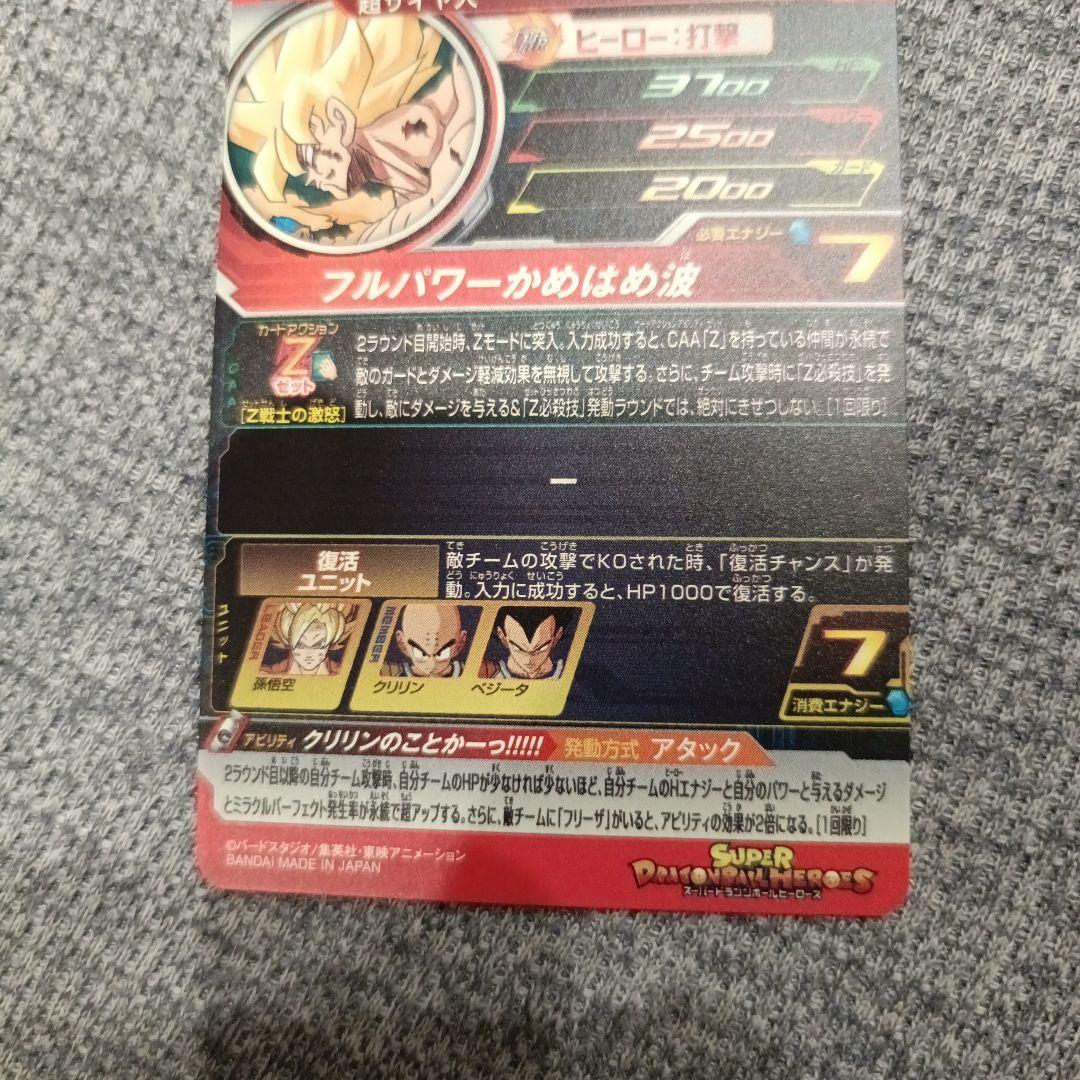 超サイヤ人
HR ヒーロー:打撃
HP
3700
パワー
2500
ガード
2000
必要エナジー 7
フルパワーかめはめ波
カードアクション
Z
セット
CAA
[Z戦士の激怒]
2ラウンド目開始時、Zモードに突入。入力成功すると、CAA「Z」を持っている仲間が永続で
敵のガードとダメージ軽減効果を無視して攻撃する。さらに、チーム攻撃時に「Z必殺技」を発
動し、敵にダメージを与える&「Z必殺技」発動ラウンドでは、絶対にきぜつしない。[1回限り]
ー
復活
ユニット
敵チームの攻撃でKOされた時、「復活チャンス」が発
動。入力に成功すると、HP1000で復活する。
ユニット
LEADER
孫悟空
MEMBER
クリリン
ベジータ
7
消費エナジー
アビリティ クリリンのことかーっ!!!!! 発動方式 アタック
2ラウンド目以降の自分チーム攻撃時、自分チームのHPが少なければ少ないほど、自分チームのHエナジーと自分のパワーと与えるダメージ
とミラクルパーフェクト発生率が永続で超アップする。さらに、敵チームに「フリーザ」がいると、アビリティの効果が2倍になる。[1回限り]
©バードスタジオ/集英社・東映アニメーション
BANDAI MADE IN JAPAN
SUPER
DRAGONBALL HEROES
スーパードラゴンボールヒーローズ